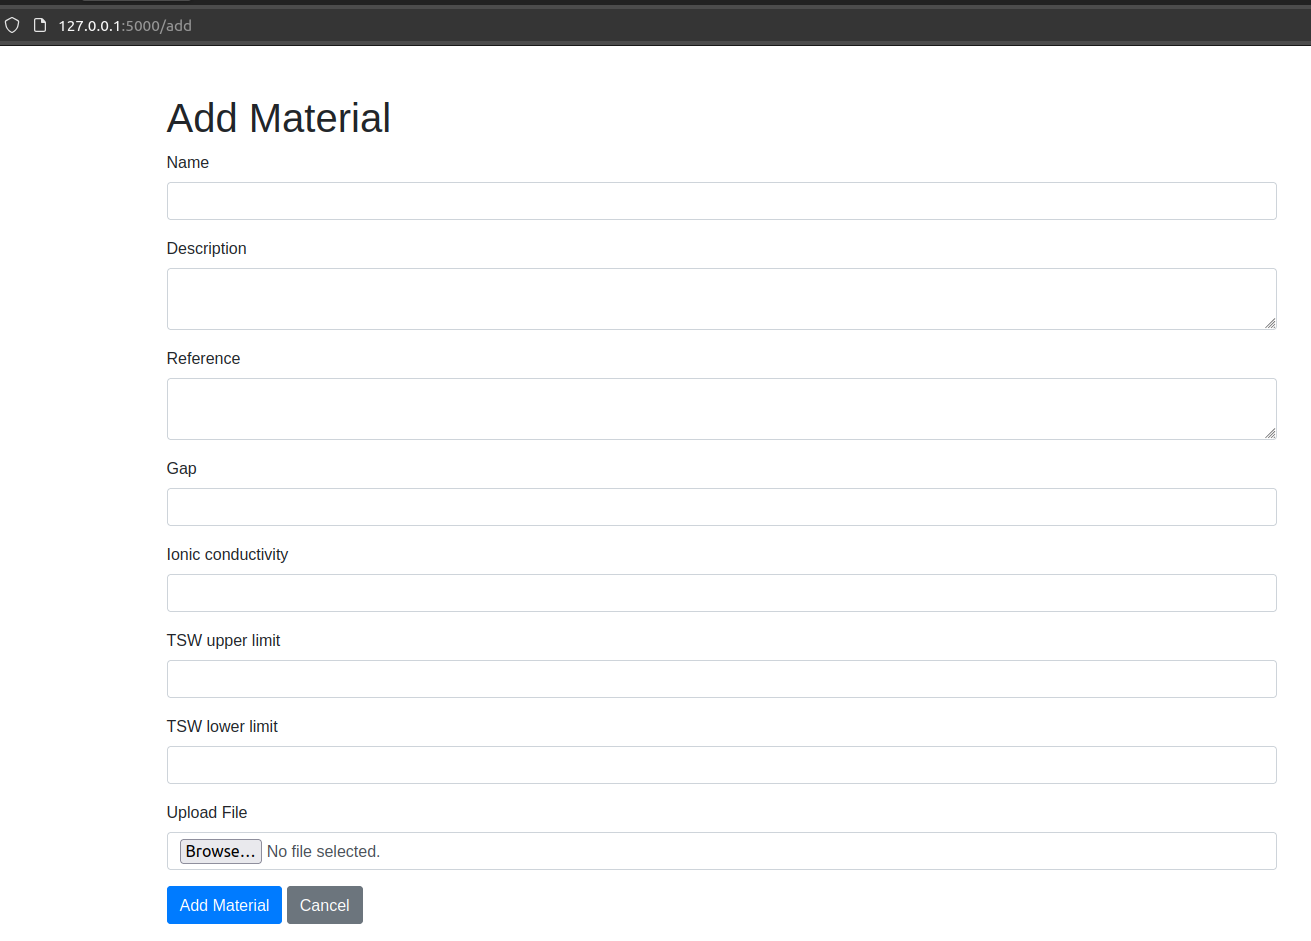 127.0.0.1:5000/add
Add Material
Name
Description
Reference
Gap
Ionic conductivity
TSW upper limit
TSW lower limit
Upload File
Browse... No file selected.
Add Material Cancel